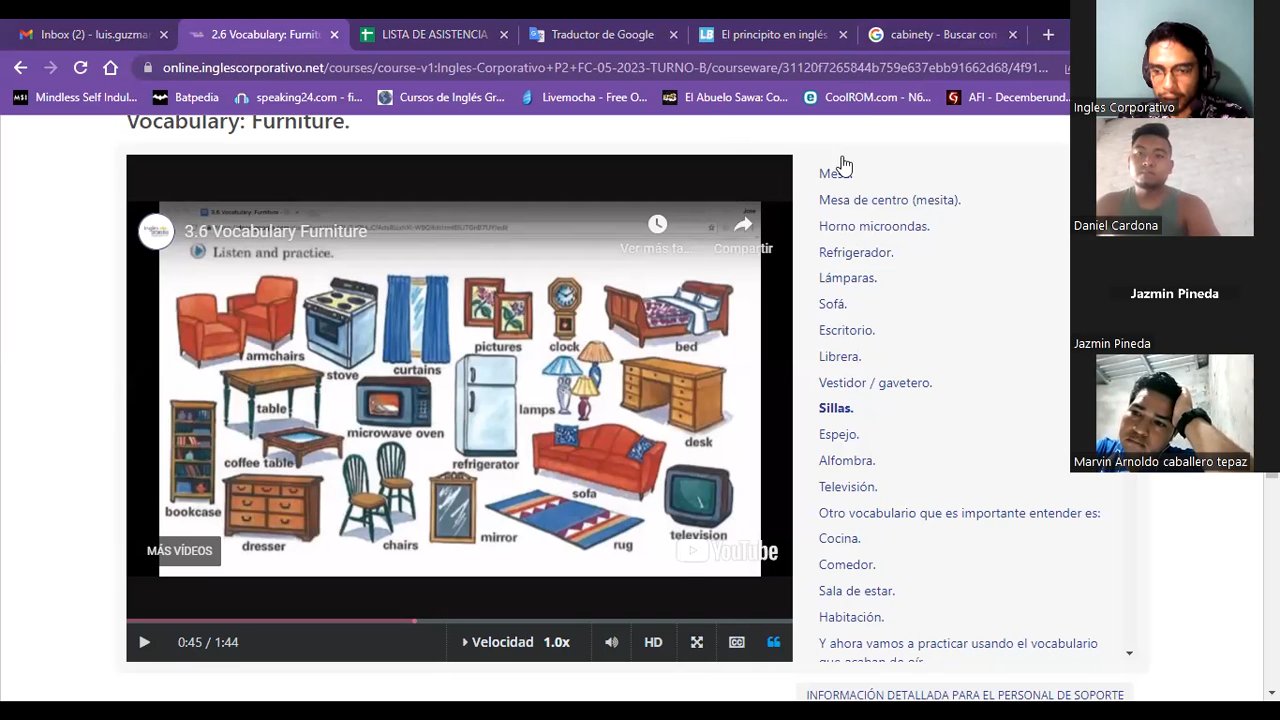 Inbox (2) - luis.guzma
2.6 Vocabulary: Furnit
LISTA DE ASISTENCIA
Traductor de Google
El principito en inglés
cabinety - Buscar con
online.inglescorporativo.net/courses/course-v1:Ingles-Corporativo+P2+FC-05-2023-TURNO-B/courseware/31120f7265844b759e637ebb91662d68/4f91...
Mindless Self Indul...
Batpedia
speaking24.com - fi...
Cursos de Inglés Gr...
Livemocha - Free O...
El Abuelo Sawa: Co...
CoolROM.com - N6...
AFI - Decemberund...
Vocabulary: Furniture.
3.6 Vocabulary Furniture
Ver más ta...
Compartir
Listen and practice.
armchairs
stove
curtains
pictures
clock
bed
table
microwave oven
lamps
desk
coffee table
refrigerator
sofa
bookcase
dresser
chairs
mirror
rug
television
MÁS VÍDEOS
YouTube
0:45 / 1:44
Velocidad 1.0x
HD
Mesa de centro (mesita).
Horno microondas.
Refrigerador.
Lámparas.
Sofá.
Escritorio.
Librera.
Vestidor / gavetero.
Sillas.
Espejo.
Alfombra.
Televisión.
Otro vocabulario que es importante entender es:
Cocina.
Comedor.
Sala de estar.
Habitación.
Y ahora vamos a practicar usando el vocabulario
que acaban de oír
INFORMACIÓN DETALLADA PARA EL PERSONAL DE SOPORTE
Ingles Corporativo
Daniel Cardona
Jazmin Pineda
Jazmin Pineda
Marvin Arnoldo caballero tepaz